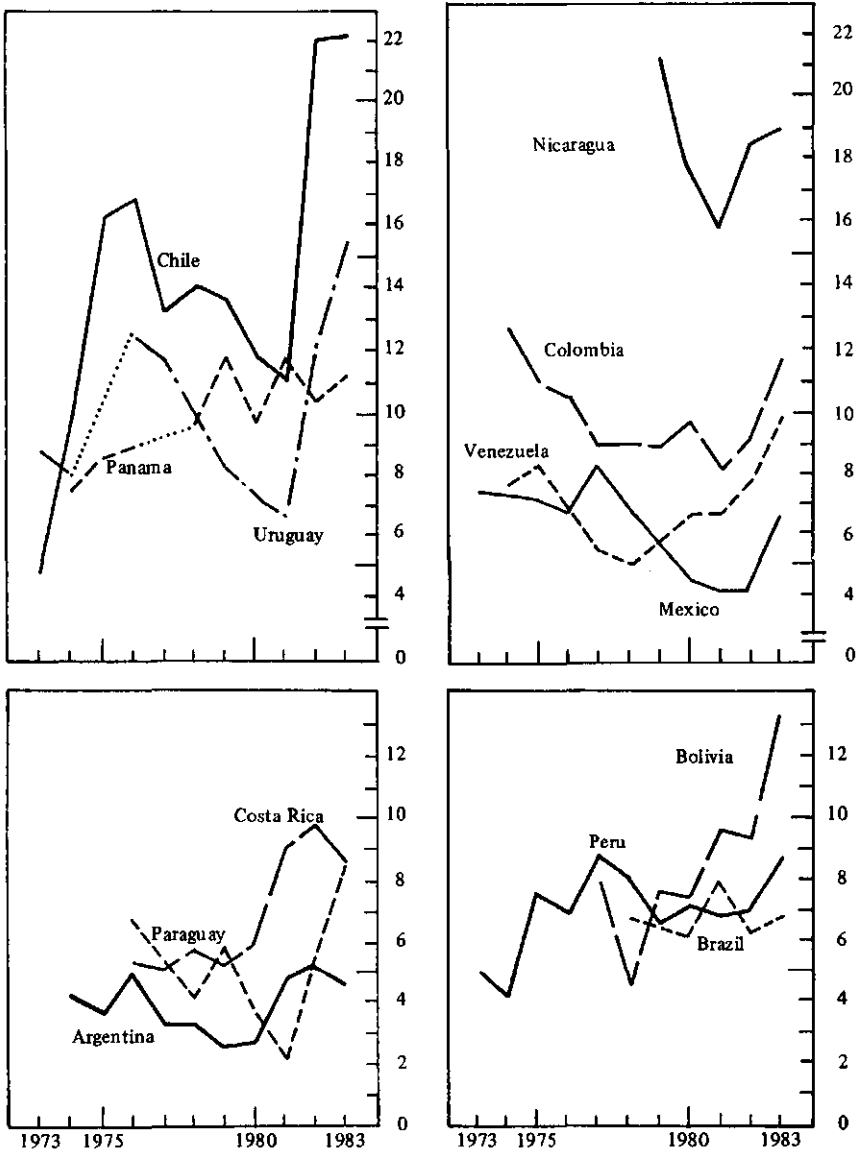 22
20
18
16
14
12
10
8
6
4
0
Chile
Panama
Uruguay
22
20
18
16
14
12
10
8
6
4
0
Nicaragua
Colombia
Venezuela
Mexico
12
10
8
6
4
2
0
Costa Rica
Paraguay
Argentina
1973 1975 1980 1983
12
10
8
6
4
2
0
Bolivia
Peru
Brazil
1973 1975 1980 1983